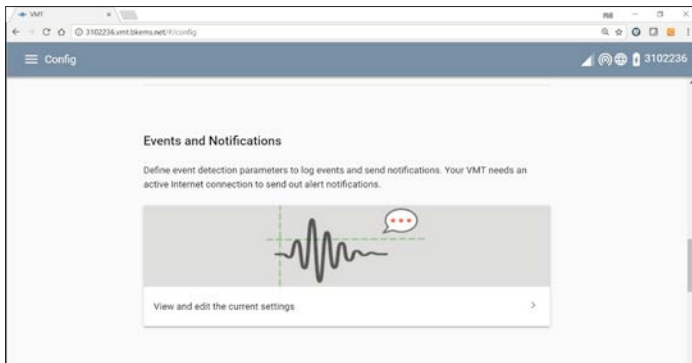 VMT
3102236.vmt.bkems.net/#/config
Config
3102236
Events and Notifications
Define event detection parameters to log events and send notifications. Your VMT needs an
active Internet connection to send out alert notifications.
View and edit the current settings